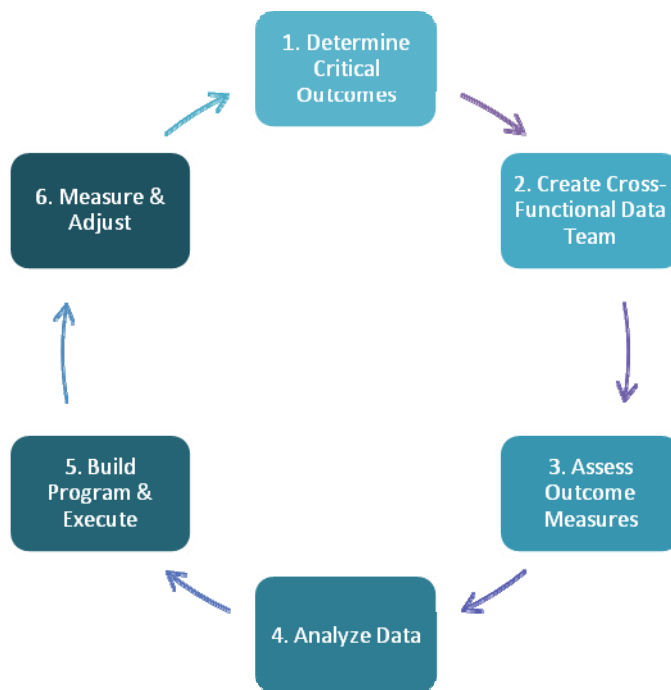 1. Determine
Critical
Outcomes
2. Create Cross-
Functional Data
Team
3. Assess
Outcome
Measures
4. Analyze Data
5. Build
Program &
Execute
6. Measure &
Adjust